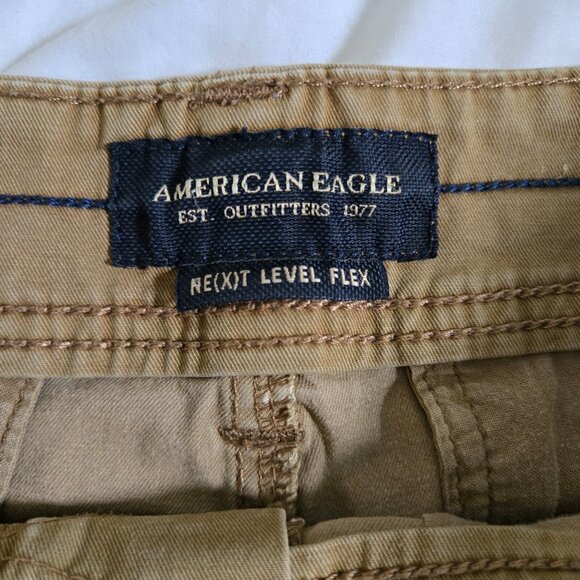 AMERICAN EAGLE
EST. OUTFITTERS 1977
NE(X)T LEVEL FLEX